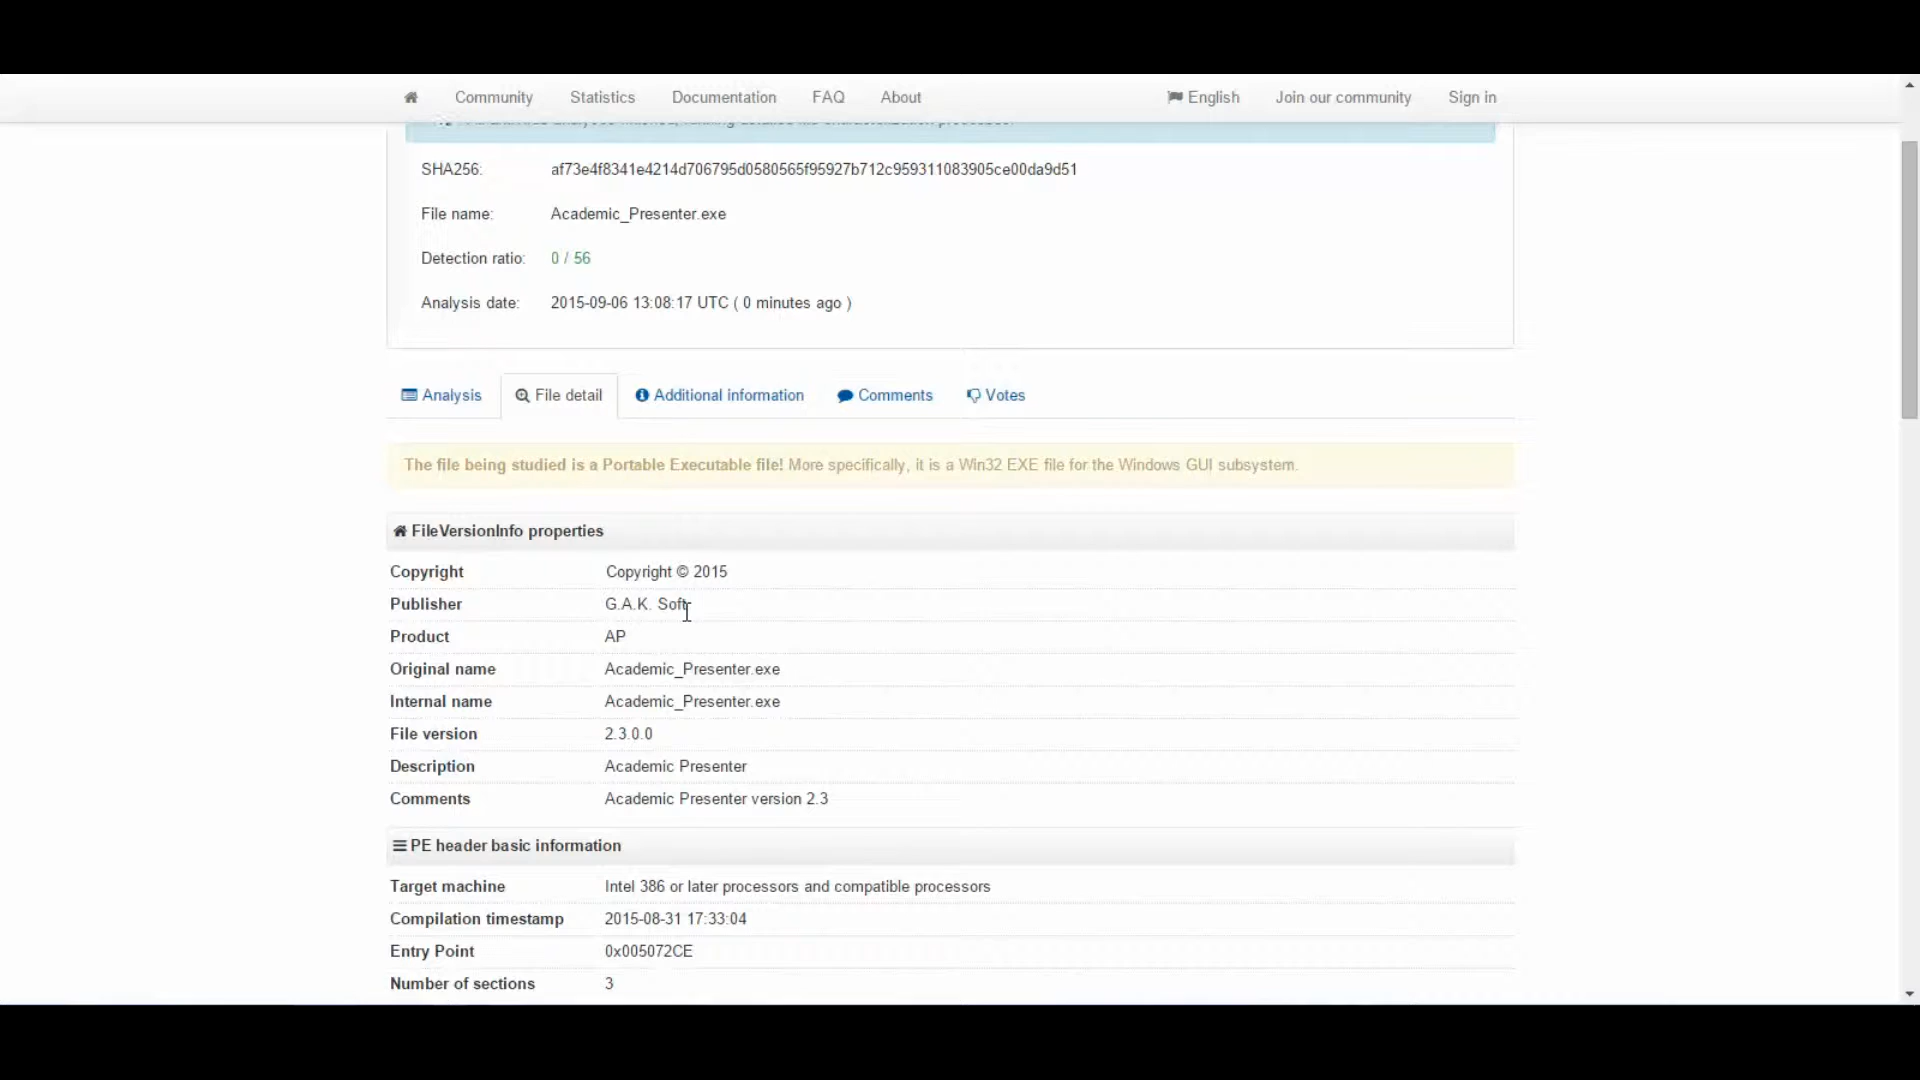 Community Statistics Documentation FAQ About English Join our community Sign in
SHA256: af73e4f8341e4214d706795d0580565f95927b712c959311083905ce00da9d51
File name: Academic_Presenter.exe
Detection ratio: 0 / 56
Analysis date: 2015-09-06 13:08:17 UTC ( 0 minutes ago )
Analysis File detail Additional information Comments Votes
The file being studied is a Portable Executable file! More specifically, it is a Win32 EXE file for the Windows GUI subsystem.
FileVersionInfo properties
Copyright Copyright © 2015
Publisher G.A.K. Soft
Product AP
Original name Academic_Presenter.exe
Internal name Academic_Presenter.exe
File version 2.3.0.0
Description Academic Presenter
Comments Academic Presenter version 2.3
PE header basic information
Target machine Intel 386 or later processors and compatible processors
Compilation timestamp 2015-08-31 17:33:04
Entry Point 0x005072CE
Number of sections 3